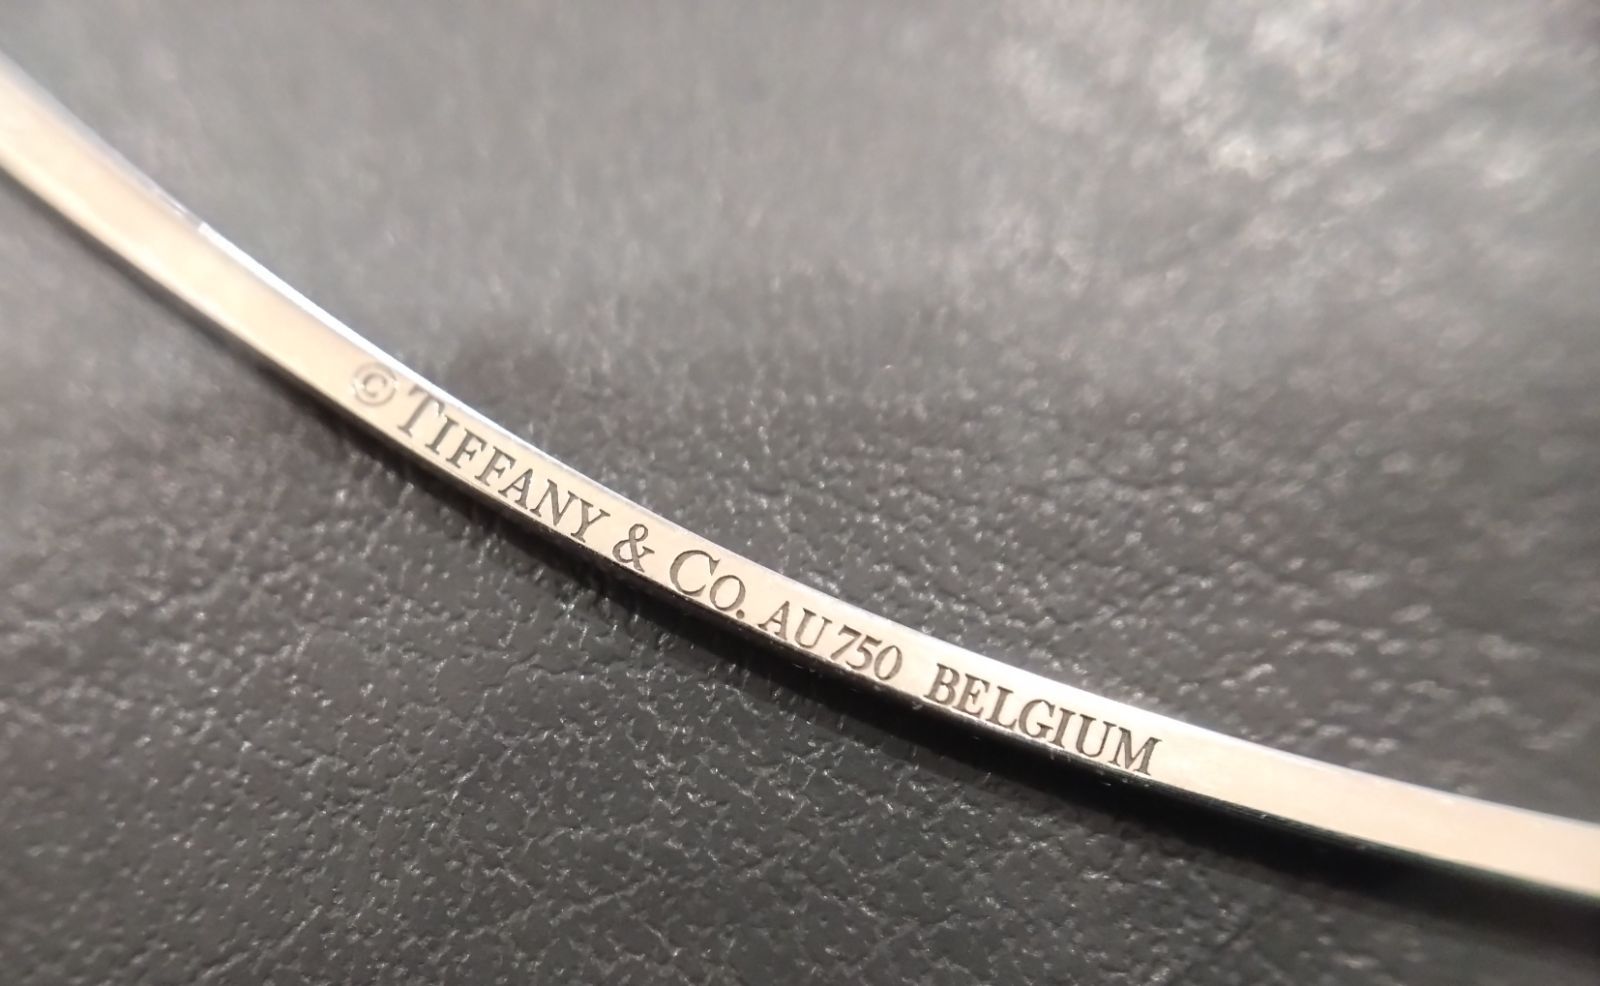 © TIFFANY & CO. AU750 BELGIUM